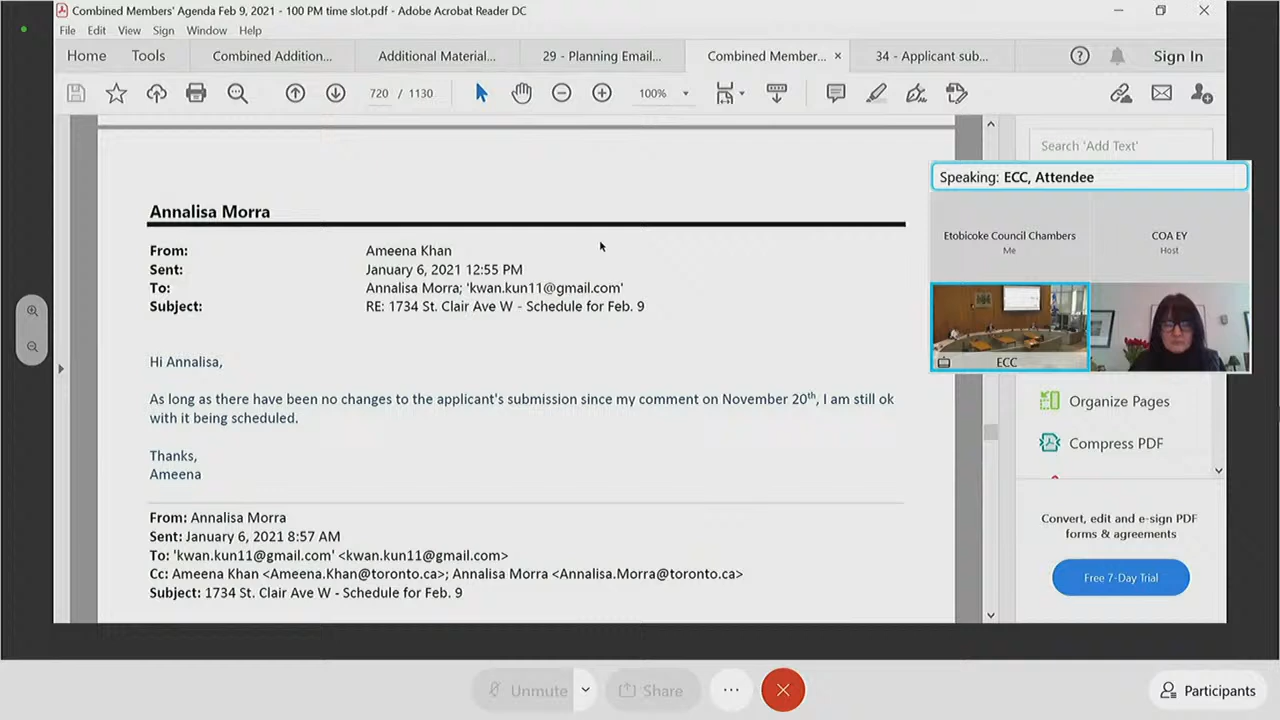 Combined Members' Agenda Feb 9, 2021 - 100 PM time slot.pdf - Adobe Acrobat Reader DC
File Edit View Sign Window Help
Home Tools Combined Addition... Additional Material... 29 - Planning Email... Combined Member... × 34 - Applicant sub... Sign In
720 / 1130 100%
Search 'Add Text'
Speaking: ECC, Attendee
Etobicoke Council Chambers
Me
COA EY
Host
ECC
Annalisa Morra
From: Ameena Khan
Sent: January 6, 2021 12:55 PM
To: Annalisa Morra; 'kwan.kun11@gmail.com'
Subject: RE: 1734 St. Clair Ave W - Schedule for Feb. 9
Hi Annalisa,
As long as there have been no changes to the applicant's submission since my comment on November 20th, I am still ok
with it being scheduled.
Thanks,
Ameena
From: Annalisa Morra
Sent: January 6, 2021 8:57 AM
To: 'kwan.kun11@gmail.com' <kwan.kun11@gmail.com>
Cc: Ameena Khan <Ameena.Khan@toronto.ca>; Annalisa Morra <Annalisa.Morra@toronto.ca>
Subject: 1734 St. Clair Ave W - Schedule for Feb. 9
Organize Pages
Compress PDF
Convert, edit and e-sign PDF
forms & agreements
Free 7-Day Trial
Unmute Share ... Participants